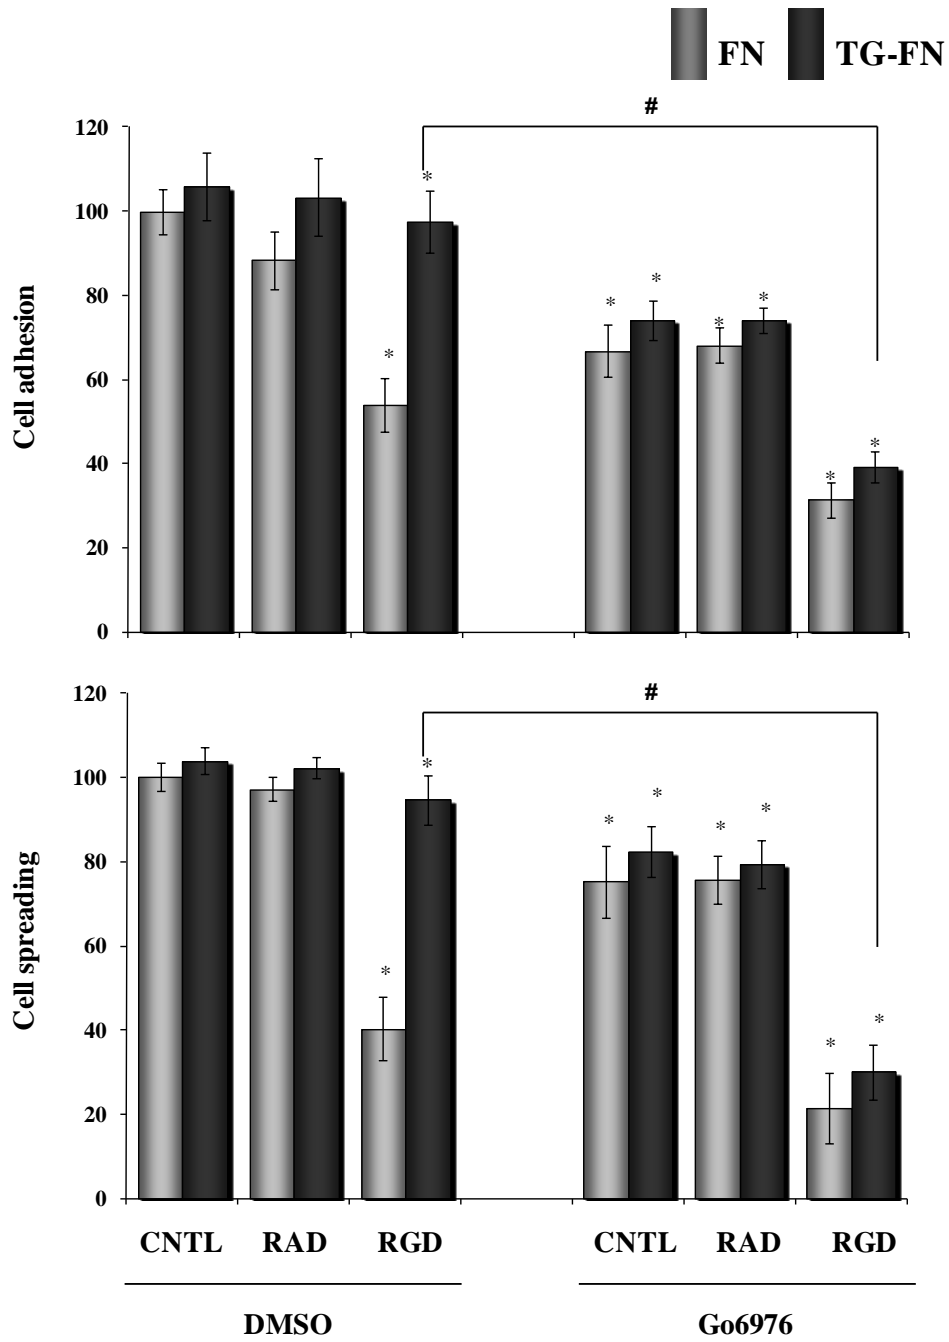 FN TG-FN
#
120
100
80
60
40
20
0
Cell adhesion
* * * * * * * *
#
120
100
80
60
40
20
0
Cell spreading
* * * * * * * *
CNTL RAD RGD CNTL RAD RGD
DMSO Go6976